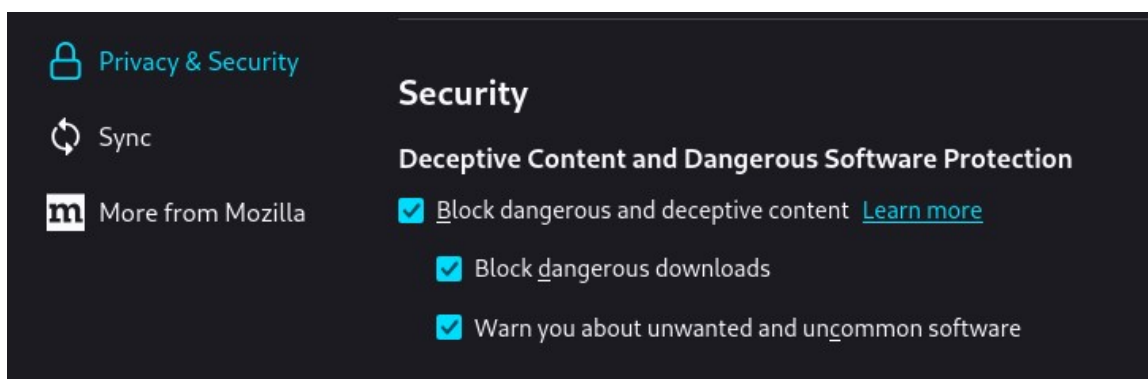 Privacy & Security
Sync
m More from Mozilla
Security
Deceptive Content and Dangerous Software Protection
Block dangerous and deceptive content Learn more
Block dangerous downloads
Warn you about unwanted and uncommon software